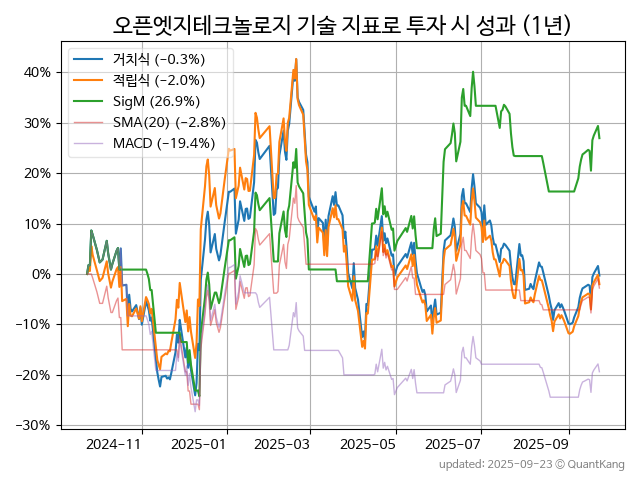 오픈엣지테크놀로지 기술 지표로 투자 시 성과 (1년)
거치식 (-0.3%)
적립식 (-2.0%)
SigM (26.9%)
SMA(20) (-2.8%)
MACD (-19.4%)
40%
30%
20%
10%
0%
-10%
-20%
-30%
2024-11
2025-01
2025-03
2025-05
2025-07
2025-09
updated: 2025-09-23 © QuantKang